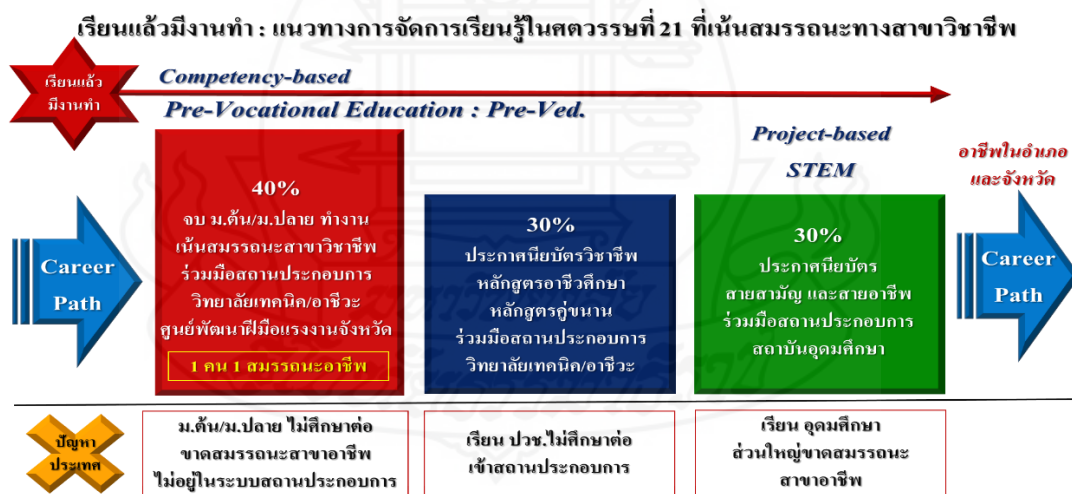 เรียนแล้วมีงานทำ : แนวทางการจัดการเรียนรู้ในศตวรรษที่ 21 ที่เน้นสมรรถนะทางสาขาวิชาชีพ
เรียนแล้ว
มีงานทำ
Competency-based
Pre-Vocational Education : Pre-Ved.
Project-based
STEM
อาชีพในอำเภอ
และจังหวัด
Career
Path
40%
จบ ม.ต้น/ม.ปลาย ทำงาน
เน้นสมรรถนะสาขาวิชาชีพ
ร่วมมือสถานประกอบการ
วิทยาลัยเทคนิค/อาชีวะ
ศูนย์พัฒนาฝีมือแรงงานจังหวัด
1 คน 1 สมรรถนะอาชีพ
30%
ประกาศนียบัตรวิชาชีพ
หลักสูตรอาชีวศึกษา
หลักสูตรคู่ขนาน
ร่วมมือสถานประกอบการ
วิทยาลัยเทคนิค/อาชีวะ
30%
ประกาศนียบัตร
สายสามัญ และสายอาชีพ
ร่วมมือสถานประกอบการ
สถาบันอุดมศึกษา
Career
Path
ปัญหา
ประเทศ
ม.ต้น/ม.ปลาย ไม่ศึกษาต่อ
ขาดสมรรถนะสาขาอาชีพ
ไม่อยู่ในระบบสถานประกอบการ
เรียน ปวช.ไม่ศึกษาต่อ
เข้าสถานประกอบการ
เรียน อุดมศึกษา
ส่วนใหญ่ขาดสมรรถนะ
สาขาอาชีพ